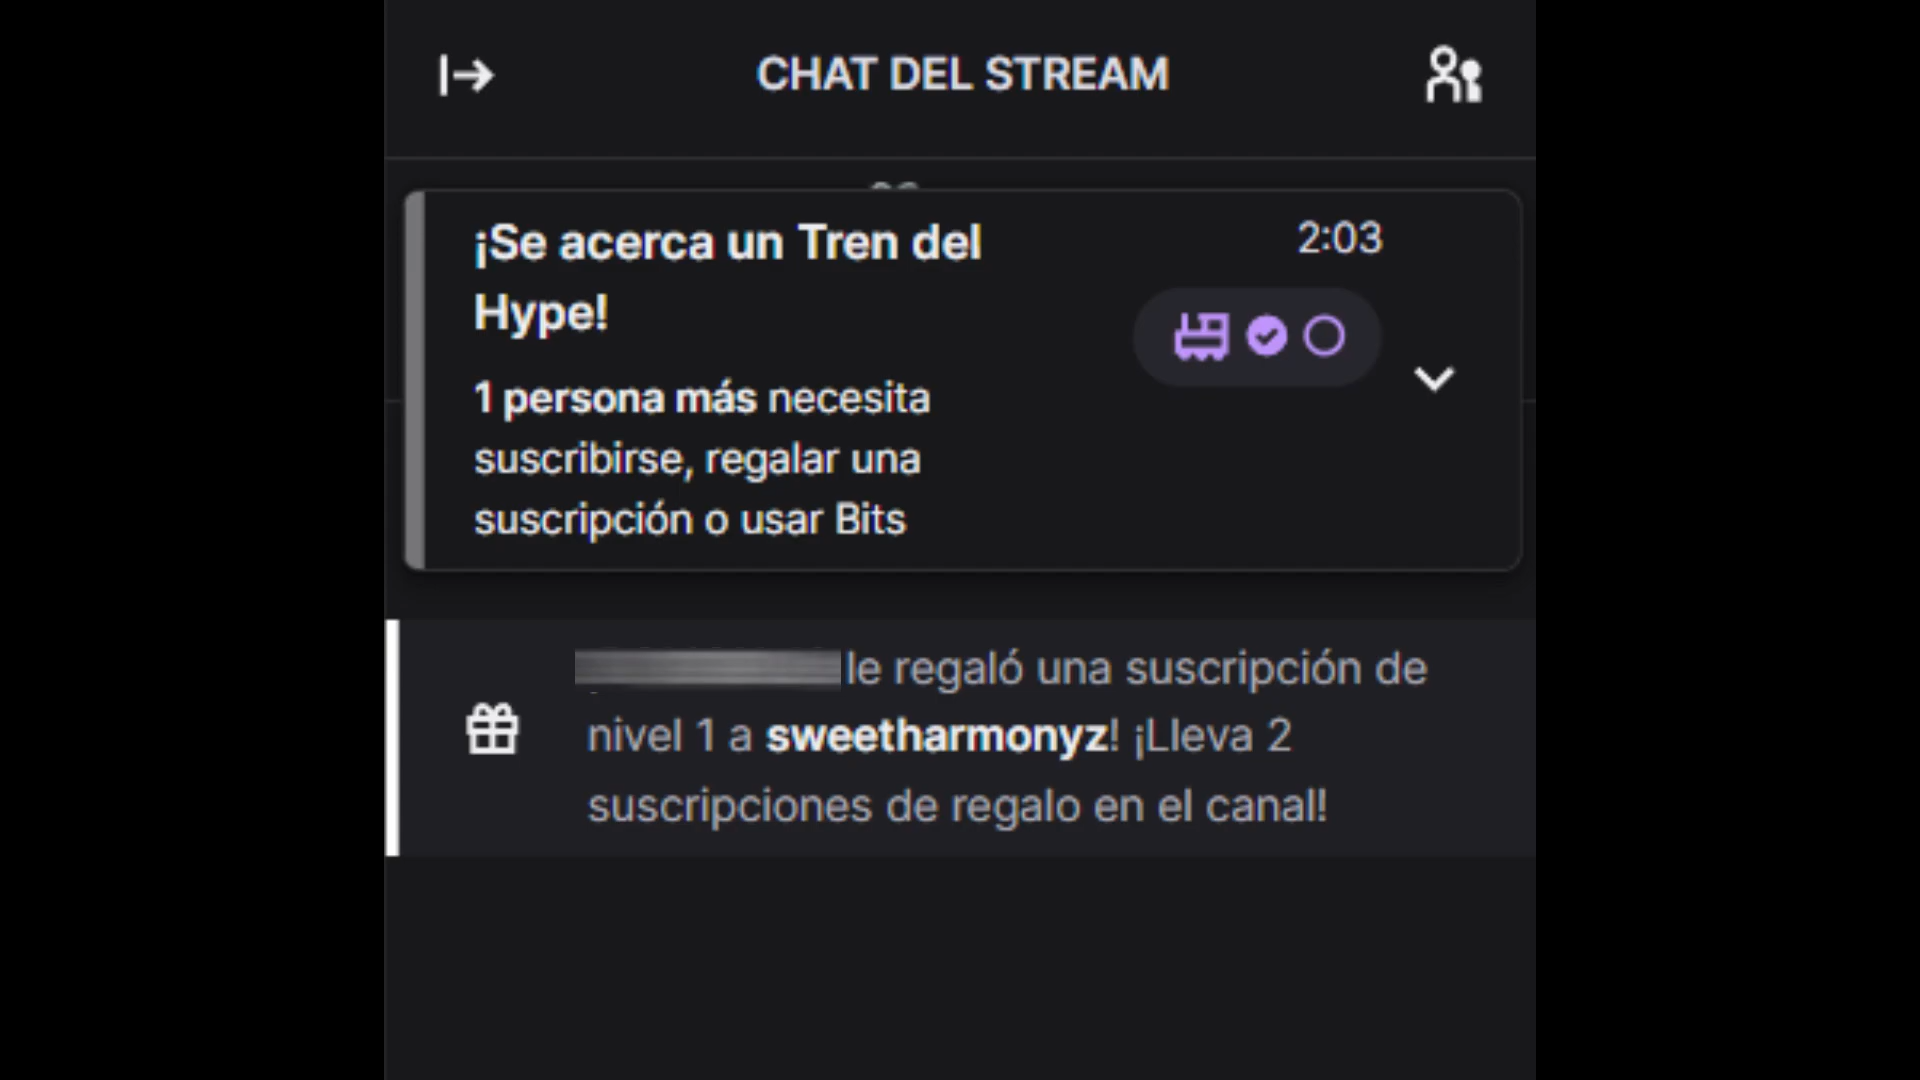 CHAT DEL STREAM
¡Se acerca un Tren del
2:03
Hype!
1 persona más necesita
suscribirse, regalar una
suscripción o usar Bits
le regaló una suscripción de
nivel 1 a sweetharmonyz! ¡Lleva 2
suscripciones de regalo en el canal!